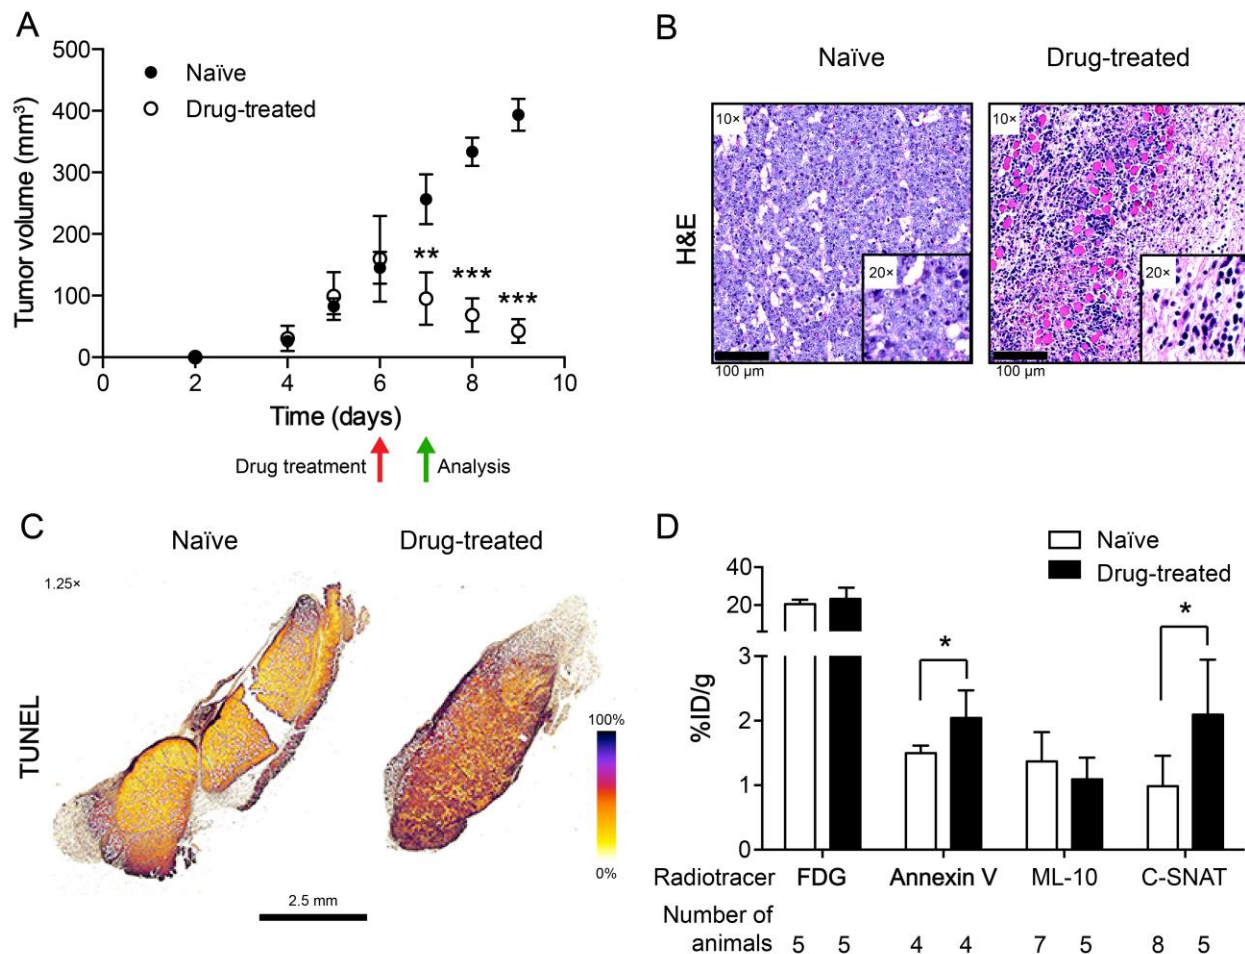 A
500
400
300
200
100
0
Tumor volume (mm³)
Naïve
Drug-treated
**
***
***
0 2 4 6 8 10
Time (days)
Drug treatment
Analysis
B
Naïve Drug-treated
H&E
10×
20×
100 µm
10×
20×
100 µm
C
Naïve Drug-treated
TUNEL
1.25×
100%
0%
2.5 mm
D
Naïve
Drug-treated
40
20
3
2
1
0
%ID/g
*
*
Radiotracer FDG Annexin V ML-10 C-SNAT
Number of
animals 5 5 4 4 7 5 8 5